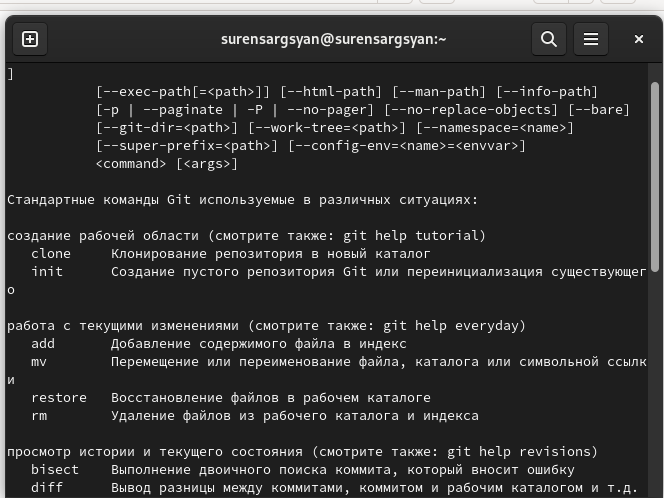 surensargsyan@surensargsyan:~
]
[--exec-path[=<path>]] [--html-path] [--man-path] [--info-path]
[-p | --paginate | -P | --no-pager] [--no-replace-objects] [--bare]
[--git-dir=<path>] [--work-tree=<path>] [--namespace=<name>]
[--super-prefix=<path>] [--config-env=<name>=<envvar>]
<command> [<args>]
Стандартные команды Git используемые в различных ситуациях:
создание рабочей области (смотрите также: git help tutorial)
clone Клонирование репозитория в новый каталог
init Создание пустого репозитория Git или переинициализация существующег
о
работа с текущими изменениями (смотрите также: git help everyday)
add Добавление содержимого файла в индекс
mv Перемещение или переименование файла, каталога или символьной ссылк
и
restore Восстановление файлов в рабочем каталоге
rm Удаление файлов из рабочего каталога и индекса
просмотр истории и текущего состояния (смотрите также: git help revisions)
bisect Выполнение двоичного поиска коммита, который вносит ошибку
diff Вывод разницы между коммитами, коммитом и рабочим каталогом и т.д.